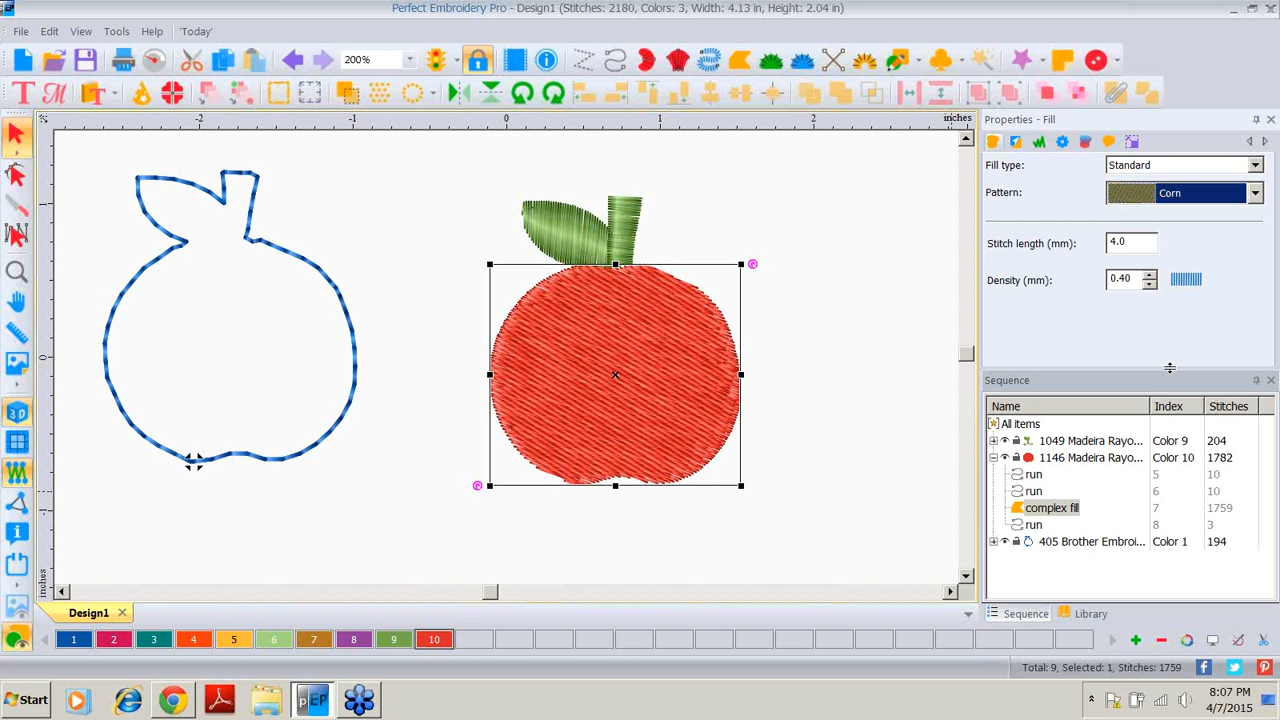 Perfect Embroidery Pro - Design1 (Stitches: 2180, Colors: 3, Width: 4.13 in, Height: 2.04 in)
File Edit View Tools Help 'Today'
200%
-2 -1 0 1 2 inches
0
inches
Properties - Fill
Fill type: Standard
Pattern: Corn
Stitch length (mm): 4.0
Density (mm): 0.40
Sequence
Name Index Stitches
All items
1049 Madeira Rayo... Color 9 204
1146 Madeira Rayo... Color 10 1782
run 5 10
run 6 10
complex fill 7 1759
run 8 3
405 Brother Embroi... Color 1 194
Design1
Sequence Library
1 2 3 4 5 6 7 8 9 10
Total: 9, Selected: 1, Stitches: 1759
Start
pEP
8:07 PM
4/7/2015